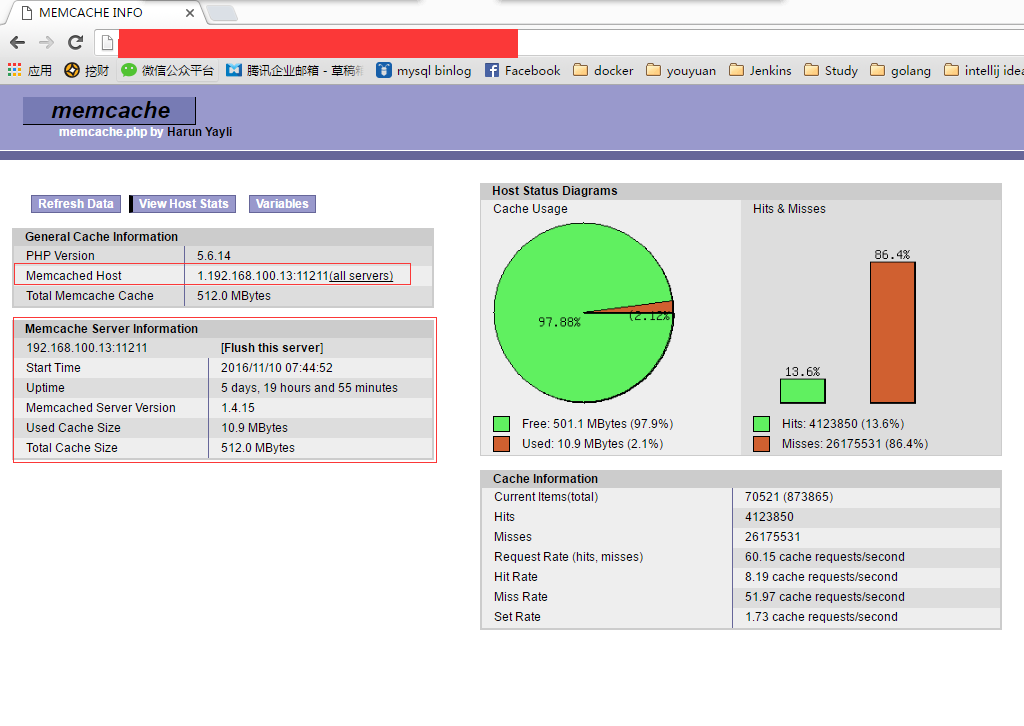 MEMCACHE INFO
应用 挖财 微信公众平台 腾讯企业邮箱 - 草稿 mysql binlog Facebook docker youyuan Jenkins Study golang intellij idea
memcache
memcache.php by Harun Yayli
Refresh Data View Host Stats Variables
General Cache Information
PHP Version 5.6.14
Memcached Host 1.192.168.100.13:11211(all servers)
Total Memcache Cache 512.0 MBytes
Memcache Server Information
192.168.100.13:11211 [Flush this server]
Start Time 2016/11/10 07:44:52
Uptime 5 days, 19 hours and 55 minutes
Memcached Server Version 1.4.15
Used Cache Size 10.9 MBytes
Total Cache Size 512.0 MBytes
Host Status Diagrams
Cache Usage Hits & Misses
97.88% (2.12%
13.6% 86.4%
Free: 501.1 MBytes (97.9%) Hits: 4123850 (13.6%)
Used: 10.9 MBytes (2.1%) Misses: 26175531 (86.4%)
Cache Information
Current Items(total) 70521 (873865)
Hits 4123850
Misses 26175531
Request Rate (hits, misses) 60.15 cache requests/second
Hit Rate 8.19 cache requests/second
Miss Rate 51.97 cache requests/second
Set Rate 1.73 cache requests/second